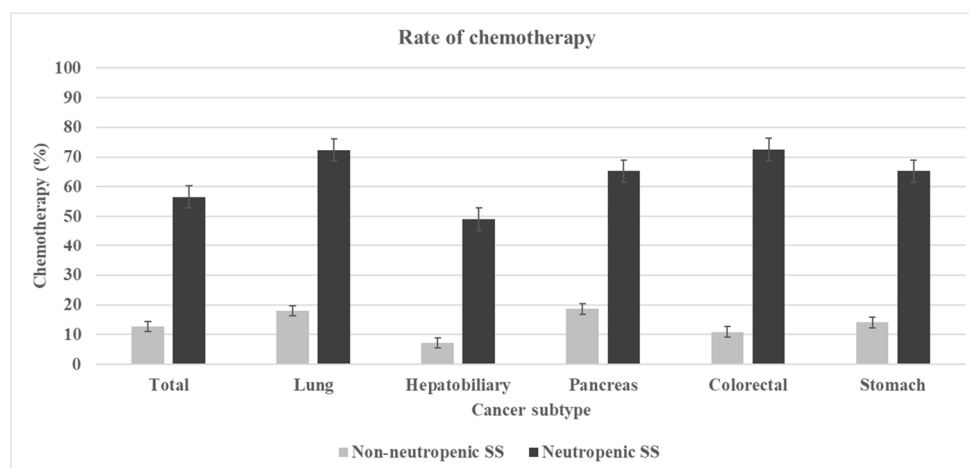 Rate of chemotherapy
100
90
80
70
60
50
40
30
20
10
0
Chemotherapy (%)
Total Lung Hepatobiliary Pancreas Colorectal Stomach
Cancer subtype
Non-neutropenic SS Neutropenic SS